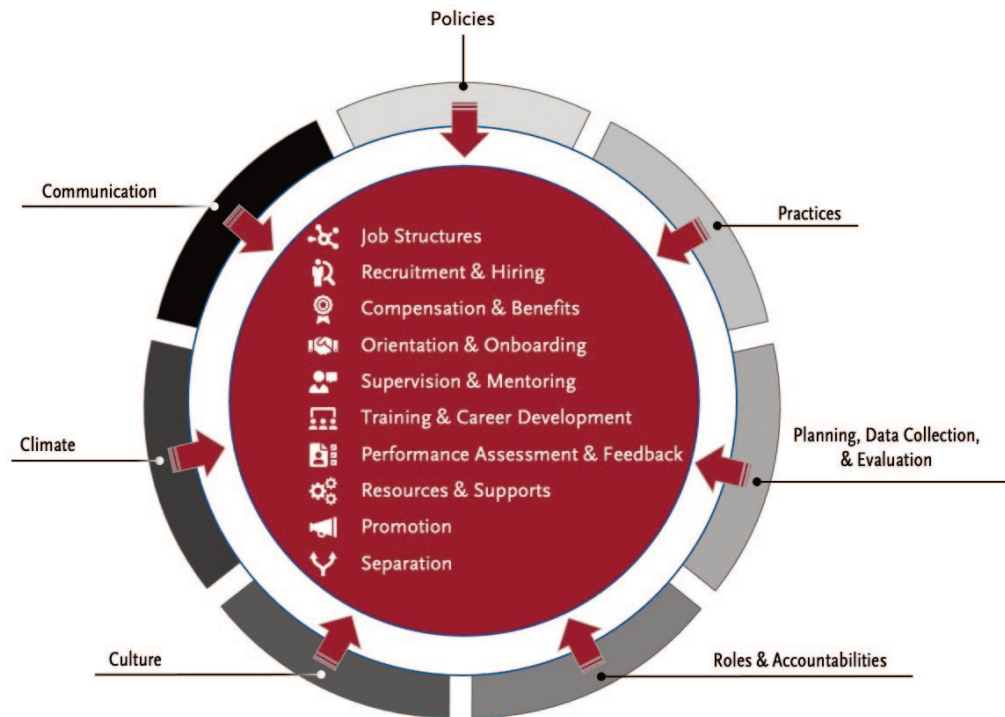 Policies
Communication
Practices
Job Structures
Recruitment & Hiring
Compensation & Benefits
Orientation & Onboarding
Supervision & Mentoring
Training & Career Development
Performance Assessment & Feedback
Resources & Supports
Promotion
Separation
Climate
Planning, Data Collection,
& Evaluation
Culture
Roles & Accountabilities